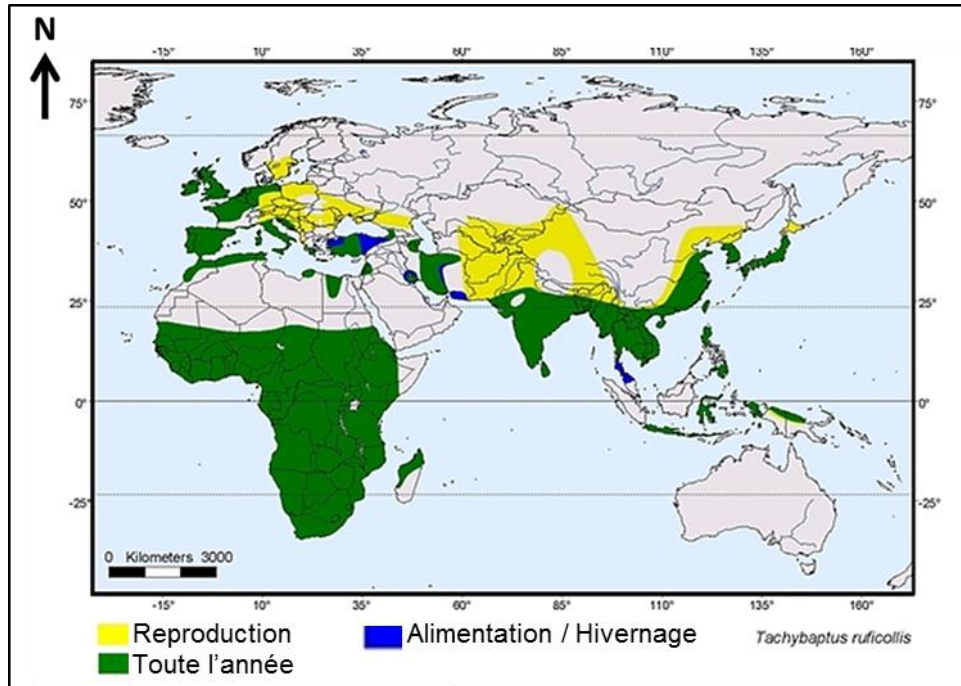 N
-15° 10° 35° 60° 85° 110° 135° 160°
75° 75°
50° 50°
25° 25°
0° 0°
-25° -25°
0 Kilometers 3000
-15° 10° 35° 60° 85° 110° 135° 160°
Reproduction
Alimentation / Hivernage
Tachybaptus ruficollis
Toute l'année